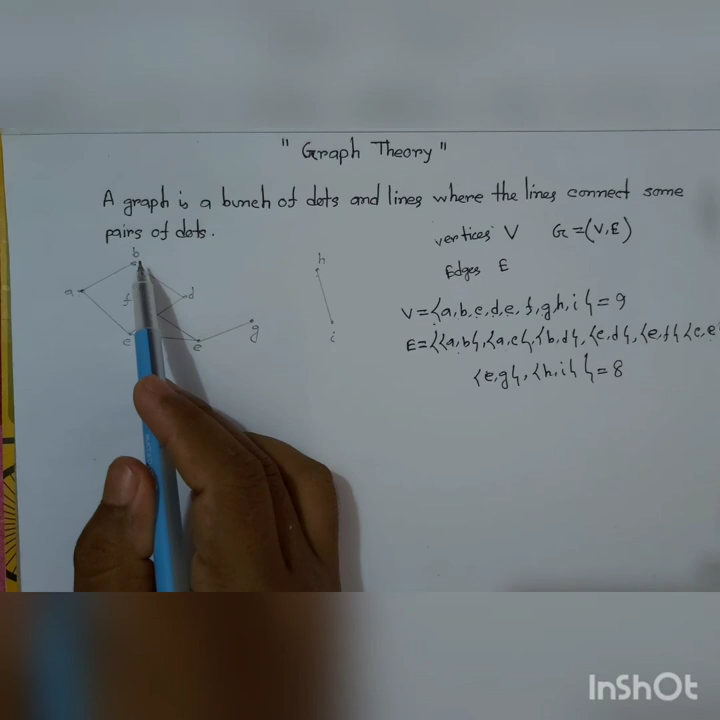 " Graph Theory "
A graph is a bunch of dots and lines where the lines connect some
pairs of dots.
vertices V G=(V,E)
Edges E
V={a,b,c,d,e,f,g,h,i}=9
E={{a,b},{a,c},{b,d},{c,d},{e,f},{c,e
{e,g},{h,i}}=8
b
a
f
d
c
e
g
h
i
InShOt